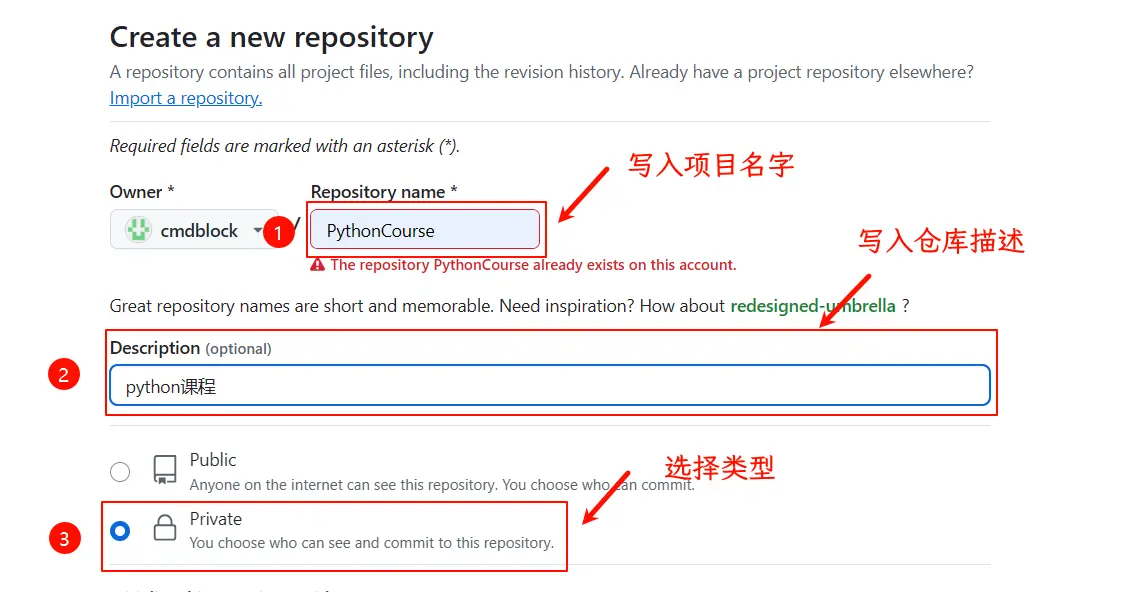 Create a new repository
A repository contains all project files, including the revision history. Already have a project repository elsewhere?
Import a repository.
Required fields are marked with an asterisk (*).
写入项目名字
Owner *
Repository name *
cmdblock
1
/
PythonCourse
写入仓库描述
The repository PythonCourse already exists on this account.
Great repository names are short and memorable. Need inspiration? How about redesigned-umbrella ?
Description (optional)
2
python课程
Public
选择类型
Anyone on the internet can see this repository. You choose who can commit.
Private
3
You choose who can see and commit to this repository.